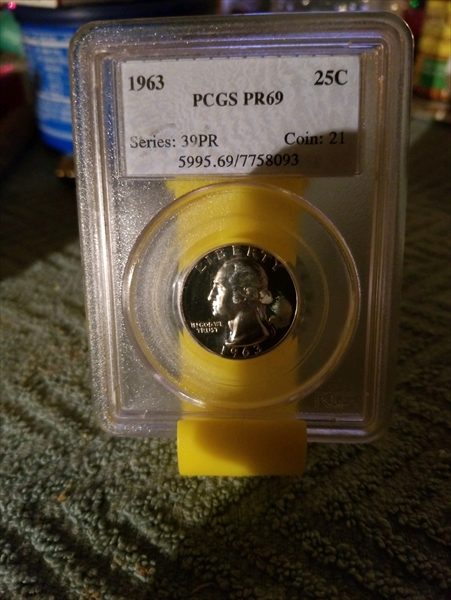 1963 25C
PCGS PR69
Series: 39PR Coin: 21
5995.69/7758093
LIBERTY
IN GOD WE
TRUST
1963